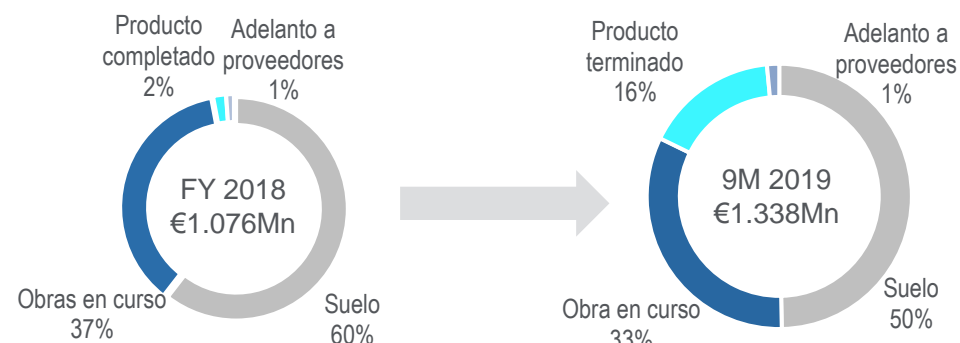 Producto
completado
2%
Adelanto a
proveedores
1%
FY 2018
€1.076Mn
Obras en curso
37%
Suelo
60%
Producto
terminado
16%
Adelanto a
proveedores
1%
9M 2019
€1.338Mn
Obra en curso
33%
Suelo
50%